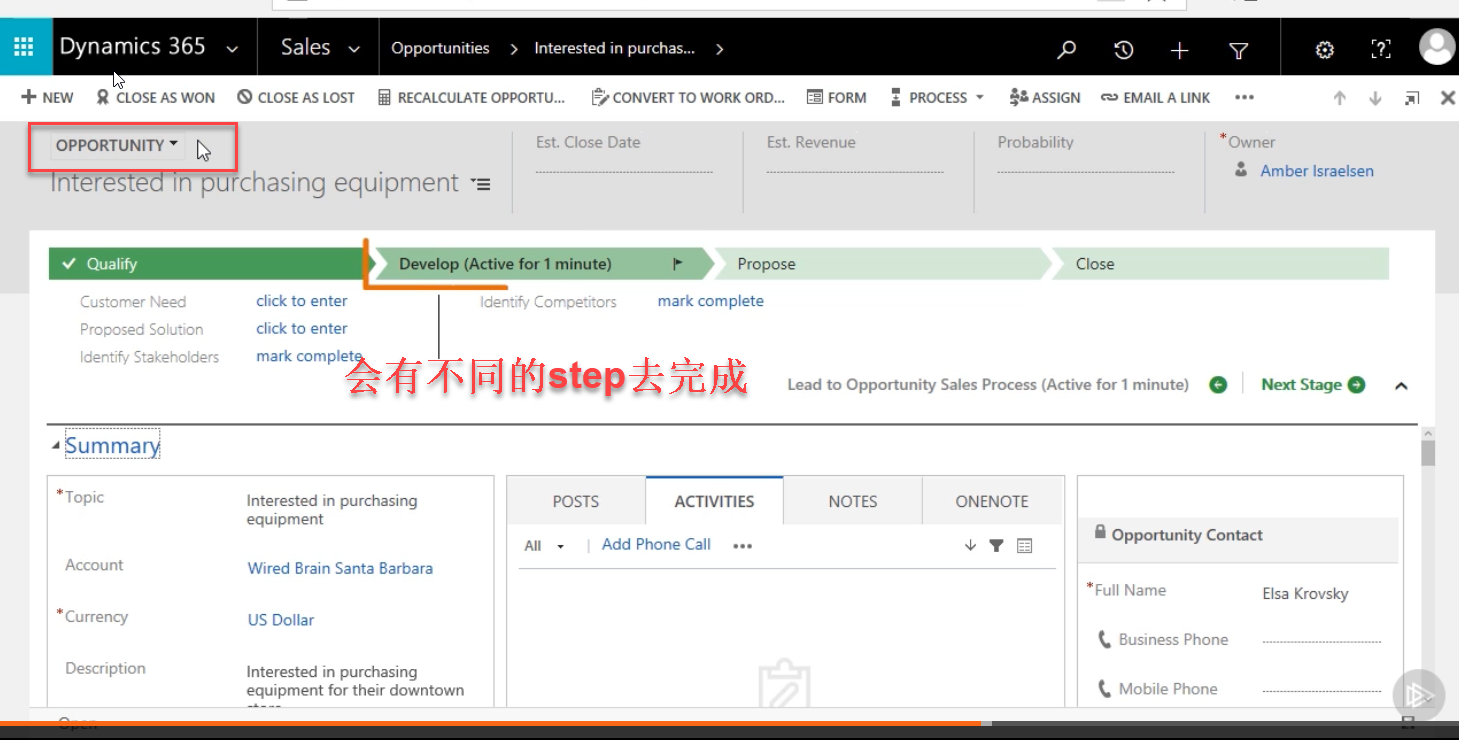 Dynamics 365 Sales Opportunities > Interested in purchas... >
NEW CLOSE AS WON CLOSE AS LOST RECALCULATE OPPORTU... CONVERT TO WORK ORD... FORM PROCESS ASSIGN EMAIL A LINK ...
OPPORTUNITY
Interested in purchasing equipment
Est. Close Date
Est. Revenue
Probability
*Owner
Amber Israelsen
Qualify
Develop (Active for 1 minute)
Propose
Close
Customer Need click to enter
Identify Competitors mark complete
Proposed Solution click to enter
Identify Stakeholders mark complete
会有不同的step去完成
Lead to Opportunity Sales Process (Active for 1 minute)
Next Stage
Summary
*Topic Interested in purchasing
equipment
Account Wired Brain Santa Barbara
*Currency US Dollar
Description Interested in purchasing
equipment for their downtown
POSTS ACTIVITIES NOTES ONENOTE
All | Add Phone Call ...
Opportunity Contact
*Full Name Elsa Krovsky
Business Phone
Mobile Phone
Open